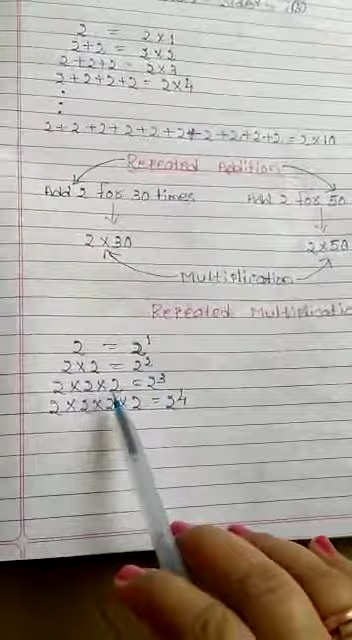 2 = 2×1
2+2 = 2×2
2+2+2 = 2×3
2+2+2+2 = 2×4
:
:
2+2+2+2+2+2+2+2+2+2 = 2×10
Repeated Addition
Add 2 for 30 times Add 2 for 50
2×30 2×50
Multiplication
Repeated Multiplicatio
2 = 2¹
2×2 = 2²
2×2×2 = 2³
2×2×2×2 = 2⁴